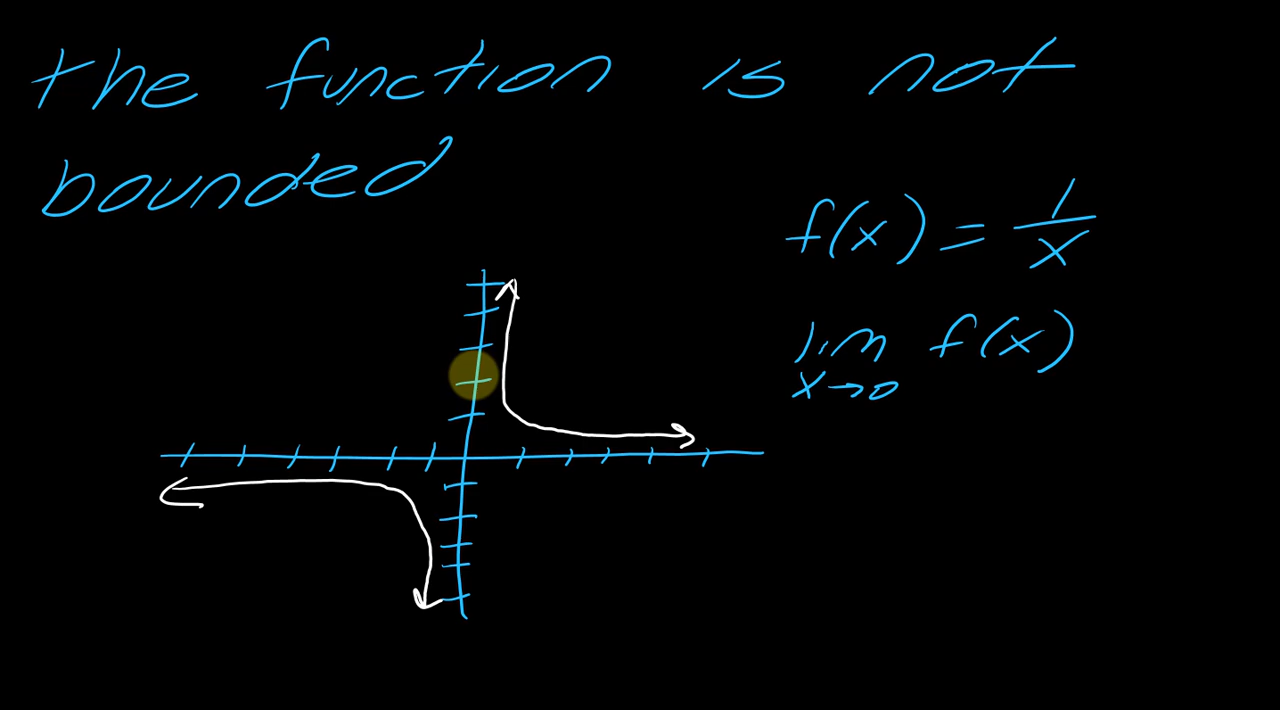 the function is not
bounded
f(x) = 1/x
lim f(x)
x→0